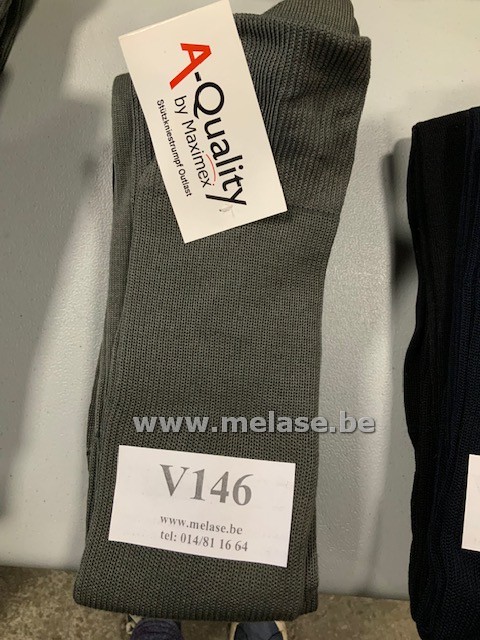 A-Quality
by Maximex
Stützkniestrumpf Outlast
www.melase.be
V146
www.melase.be
tel: 014/81 16 64